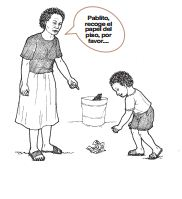 Pablito,
recoge el
papel del
piso, por
favor....